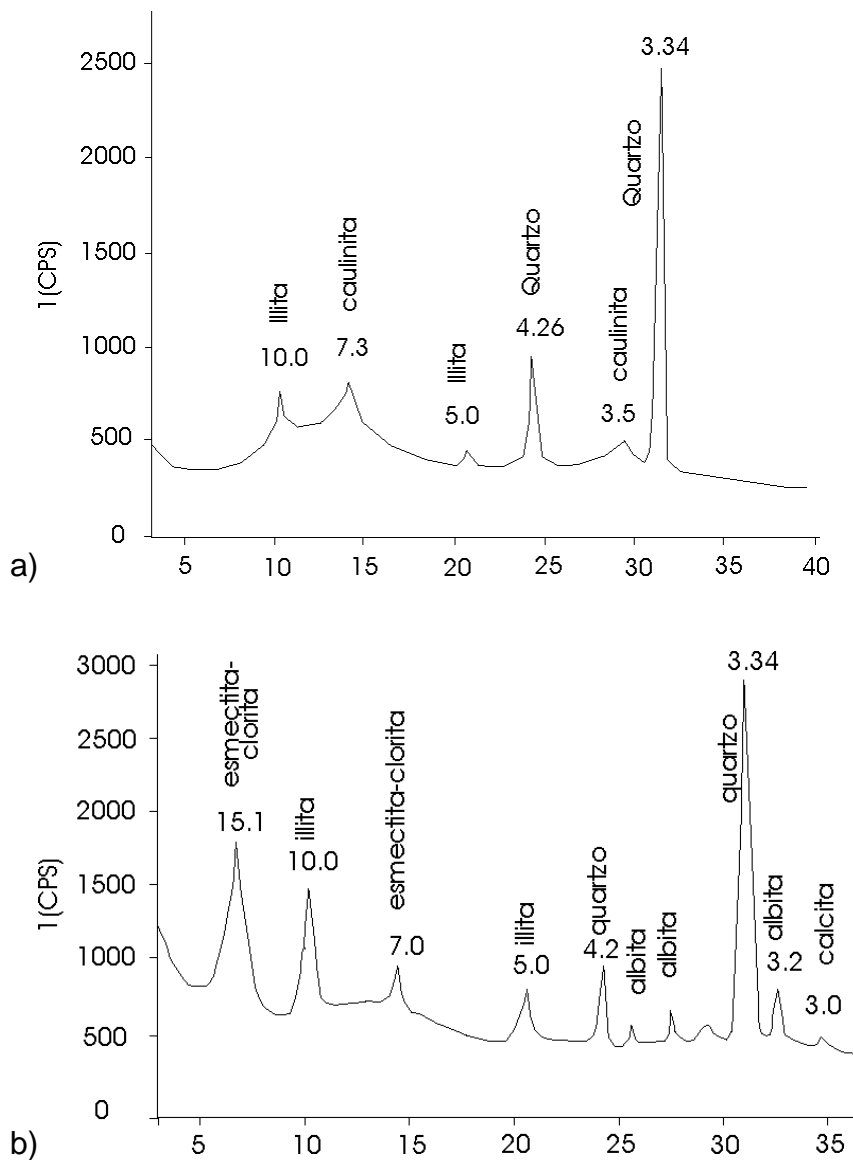 3.34
2500
Quartzo
2000
Quartzo
caulinita
1500
1(CPS)
illita
caulinita
4.26
illita
1000
10.0
7.3
5.0
3.5
500
0
a)
5
10
15
20
25
30
35
40
3000
esmectita-
clorita
3.34
esmectita-clorita
2500
quartzo
2000
15.1
illita
quartzo
albita
calcita
10.0
illita
albita
albita
1500
1(CPS)
1000
7.0
5.0
4.2
3.2
3.0
500
0
b)
5
10
15
20
25
30
35